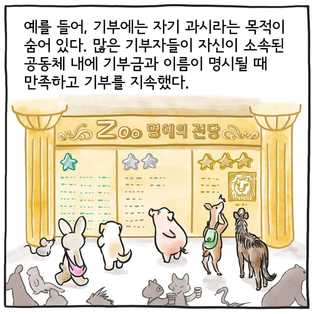 예를 들어, 기부에는 자기 과시라는 목적이
숨어 있다. 많은 기부자들이 자신이 소속된
공동체 내에 기부금과 이름이 명시될 때
만족하고 기부를 지속했다.
Zoo 명예의 전당